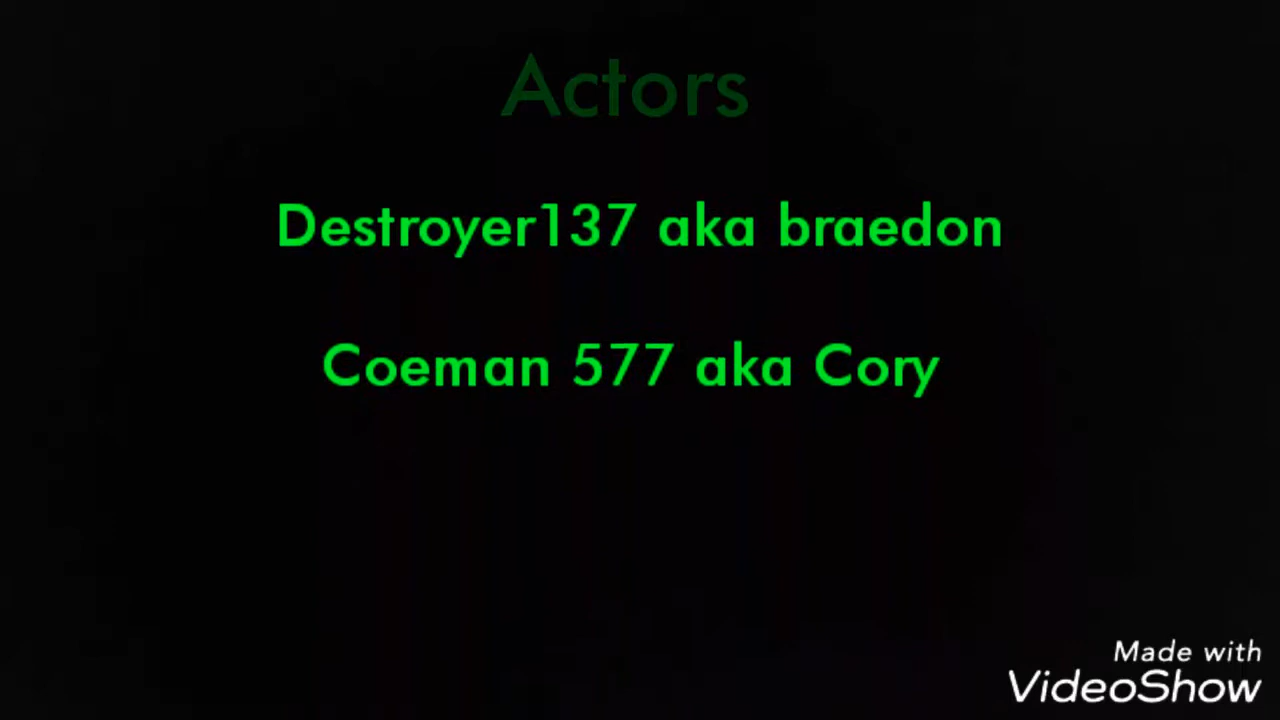 Actors
Destroyer137 aka braedon
Coeman 577 aka Cory
Made with
VideoShow